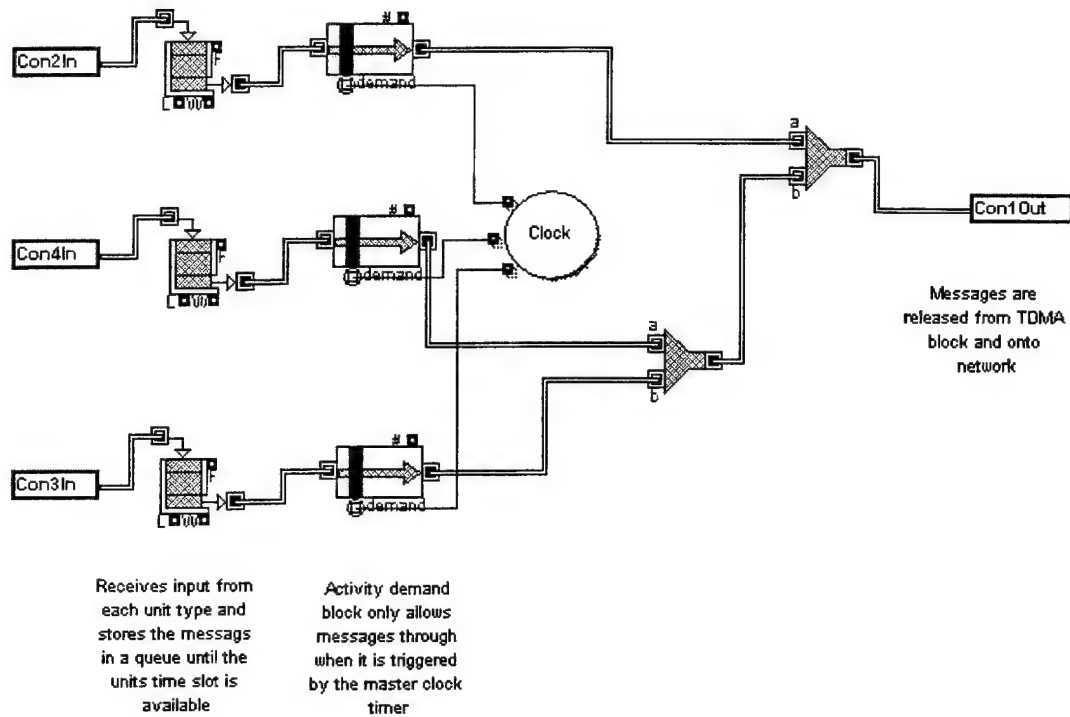 #
Con2In
F
demand
L W
a
b
Con1Out
#
Clock
Con4In
F
demand
L W
Messages are
released from TDMA
block and onto
network
a
b
#
Con3In
F
demand
L W
Receives input from
each unit type and
stores the messags
in a queue until the
units time slot is
available
Activity demand
block only allows
messages through
when it is triggered
by the master clock
timer